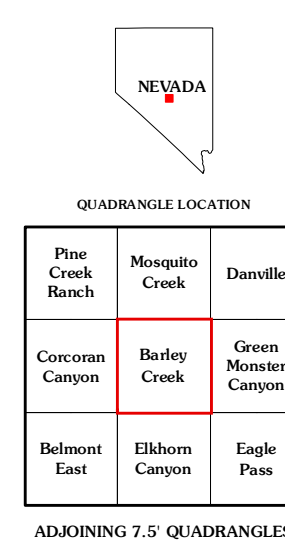 NEVADA
QUADRANGLE LOCATION
Pine
Creek
Ranch
Mosquito
Creek
Danville
Corcoran
Canyon
Barley
Creek
Green
Monster
Canyon
Belmont
East
Elkhorn
Canyon
Eagle
Pass
ADJOINING 7.5' QUADRANGLES